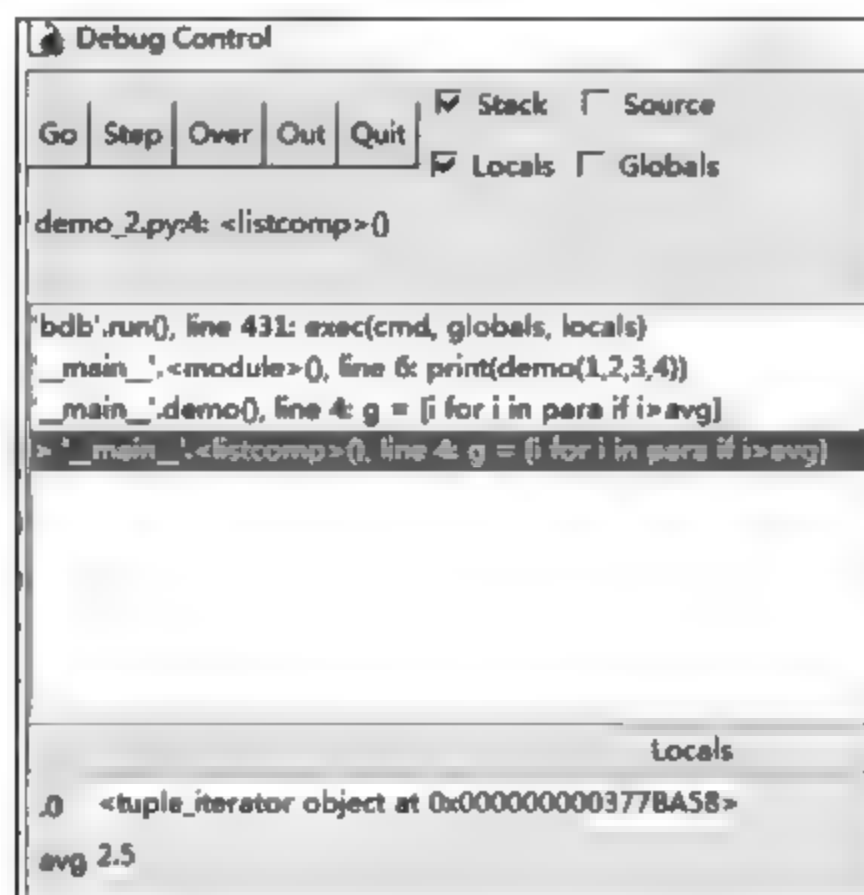 Debug Control
Go Step Over Out Quit
Stack Source
Locals Globals
demo_2.py:4: <listcomp>()
'bdb'.run(), line 431: exec(cmd, globals, locals)
'__main__'.<module>(), line 6: print(demo(1,2,3,4))
'__main__'.demo(), line 4: g = [i for i in para if i>avg]
> '__main__'.<listcomp>(), line 4: g = [i for i in para if i>avg]
Locals
.0 <tuple_iterator object at 0x000000000377BA58>
avg 2.5